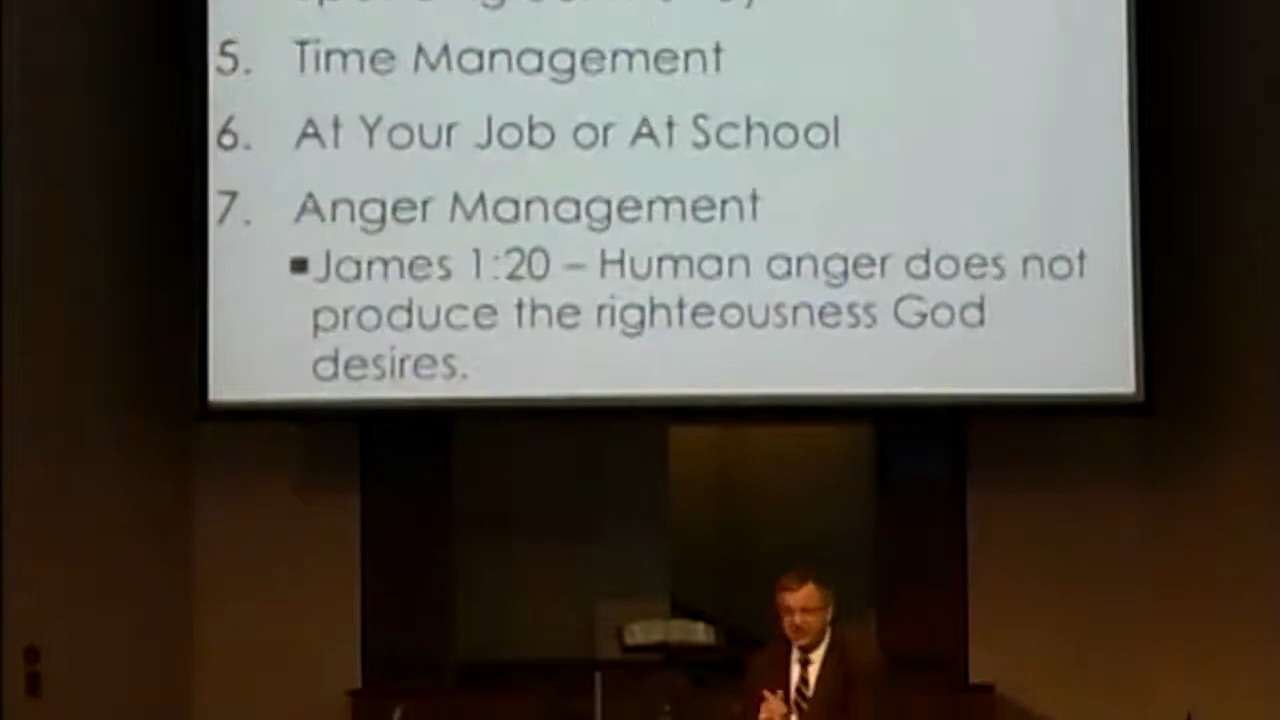 5. Time Management
6. At Your Job or At School
7. Anger Management
▪James 1:20 – Human anger does not
produce the righteousness God
desires.